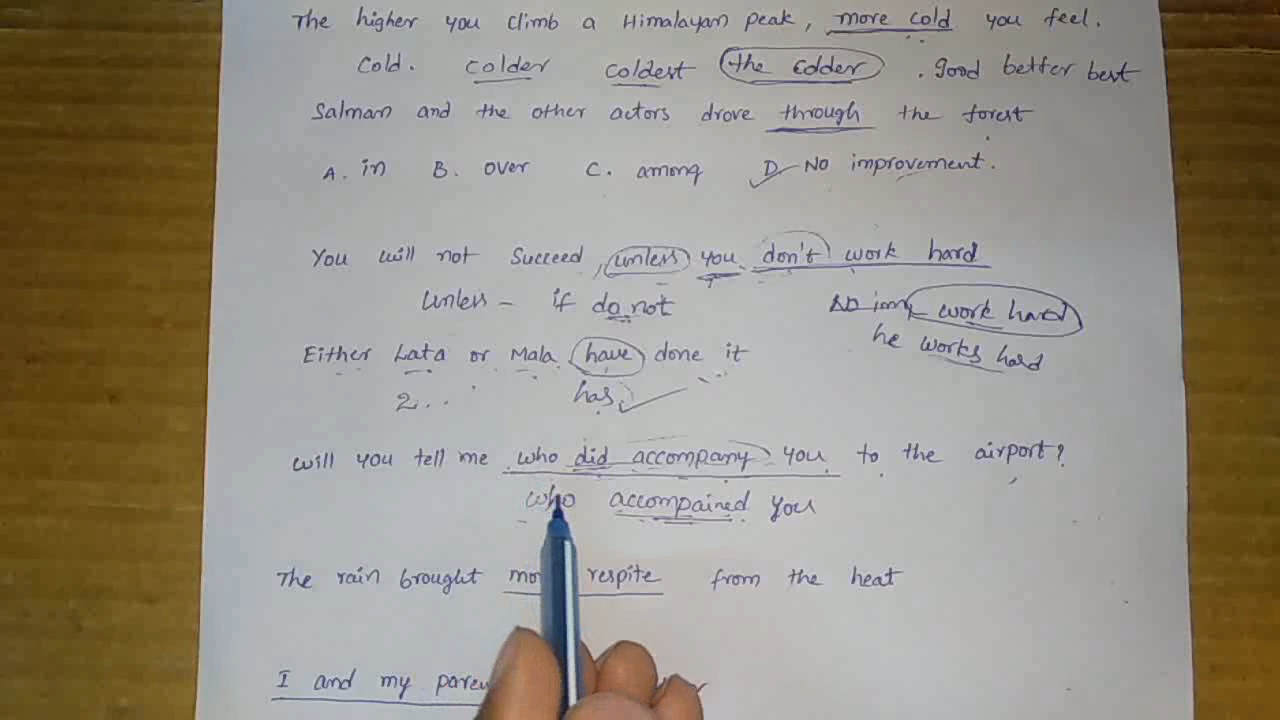 The higher you climb a Himalayan peak, more cold you feel.
Cold. colder coldest the colder . Good better best
Salman and the other actors drove through the forest
A. in B. over C. among D No improvement.
You will not succeed, unless you don't work hard
unless - if do not work hard
he works hard
Either Lata or Mala have done it
2.. has
will you tell me who did accompany you to the airport?
who accompained you
The rain brought respite from the heat
I and my